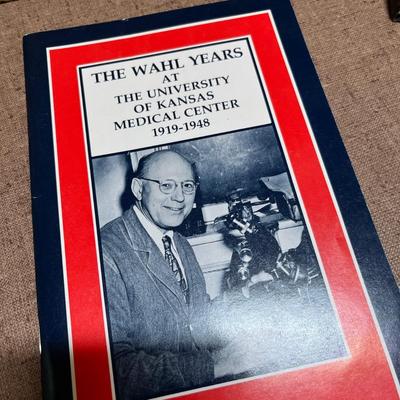 THE WAHL YEARS
AT
THE UNIVERSITY
OF KANSAS
MEDICAL CENTER
1919-1948